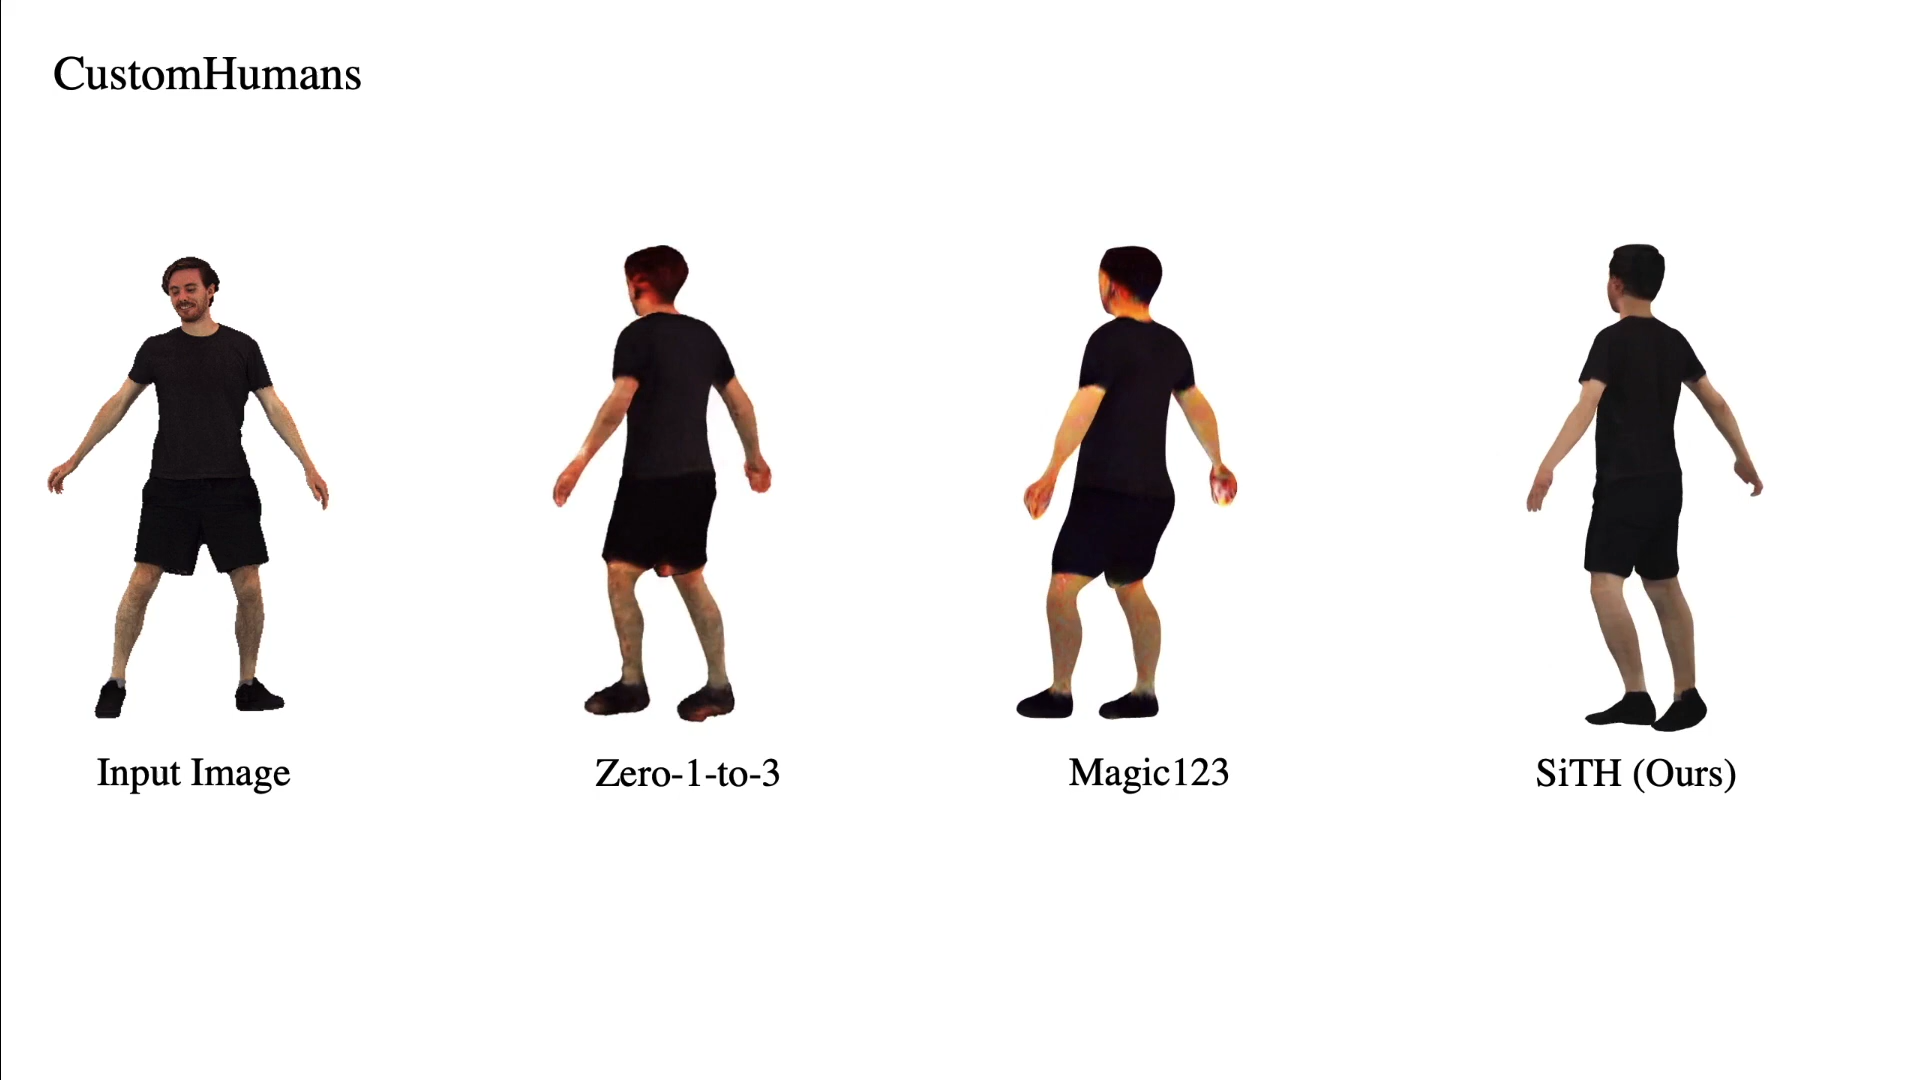 CustomHumans
Input Image
Zero-1-to-3
Magic123
SiTH (Ours)